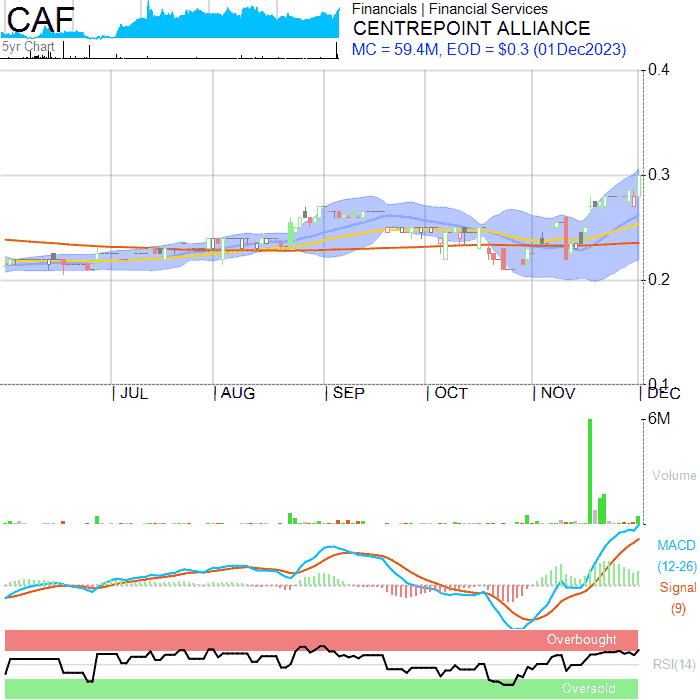 CAF
5yr Chart
Financials | Financial Services
CENTREPOINT ALLIANCE
MC = 59.4M, EOD = $0.3 (01Dec2023)
0.4
0.3
0.2
0.1
JUL AUG SEP OCT NOV DEC
6M
Volume
MACD
(12-26)
Signal
(9)
Overbought
RSI(14)
Oversold